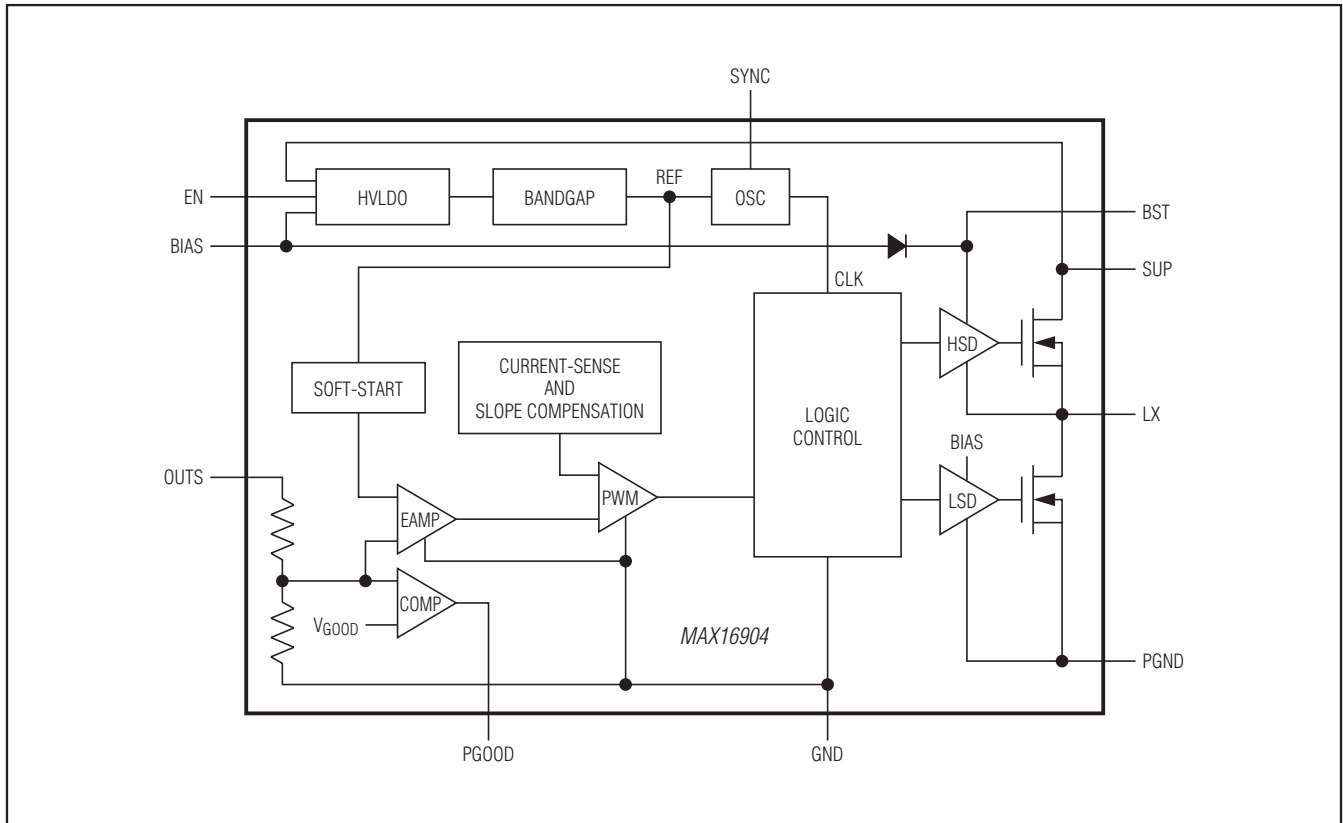 SYNC
EN
HVLDO
BANDGAP
REF
OSC
BST
BIAS
SUP
CLK
HSD
CURRENT-SENSE
AND
SLOPE COMPENSATION
SOFT-START
LOGIC
CONTROL
LX
BIAS
OUTS
PWM
LSD
EAMP
COMP
VGOOD
MAX16904
PGND
PGOOD
GND